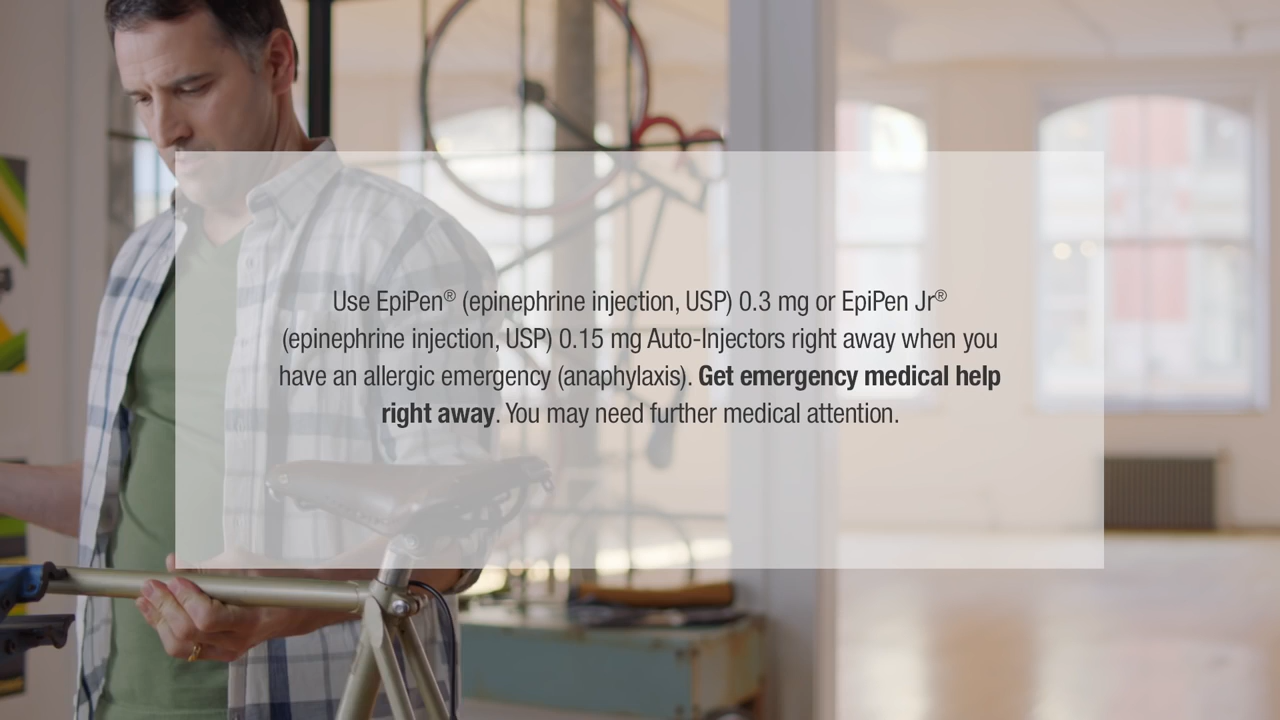 Use EpiPen® (epinephrine injection, USP) 0.3 mg or EpiPen Jr®
(epinephrine injection, USP) 0.15 mg Auto-Injectors right away when you
have an allergic emergency (anaphylaxis). Get emergency medical help
right away. You may need further medical attention.